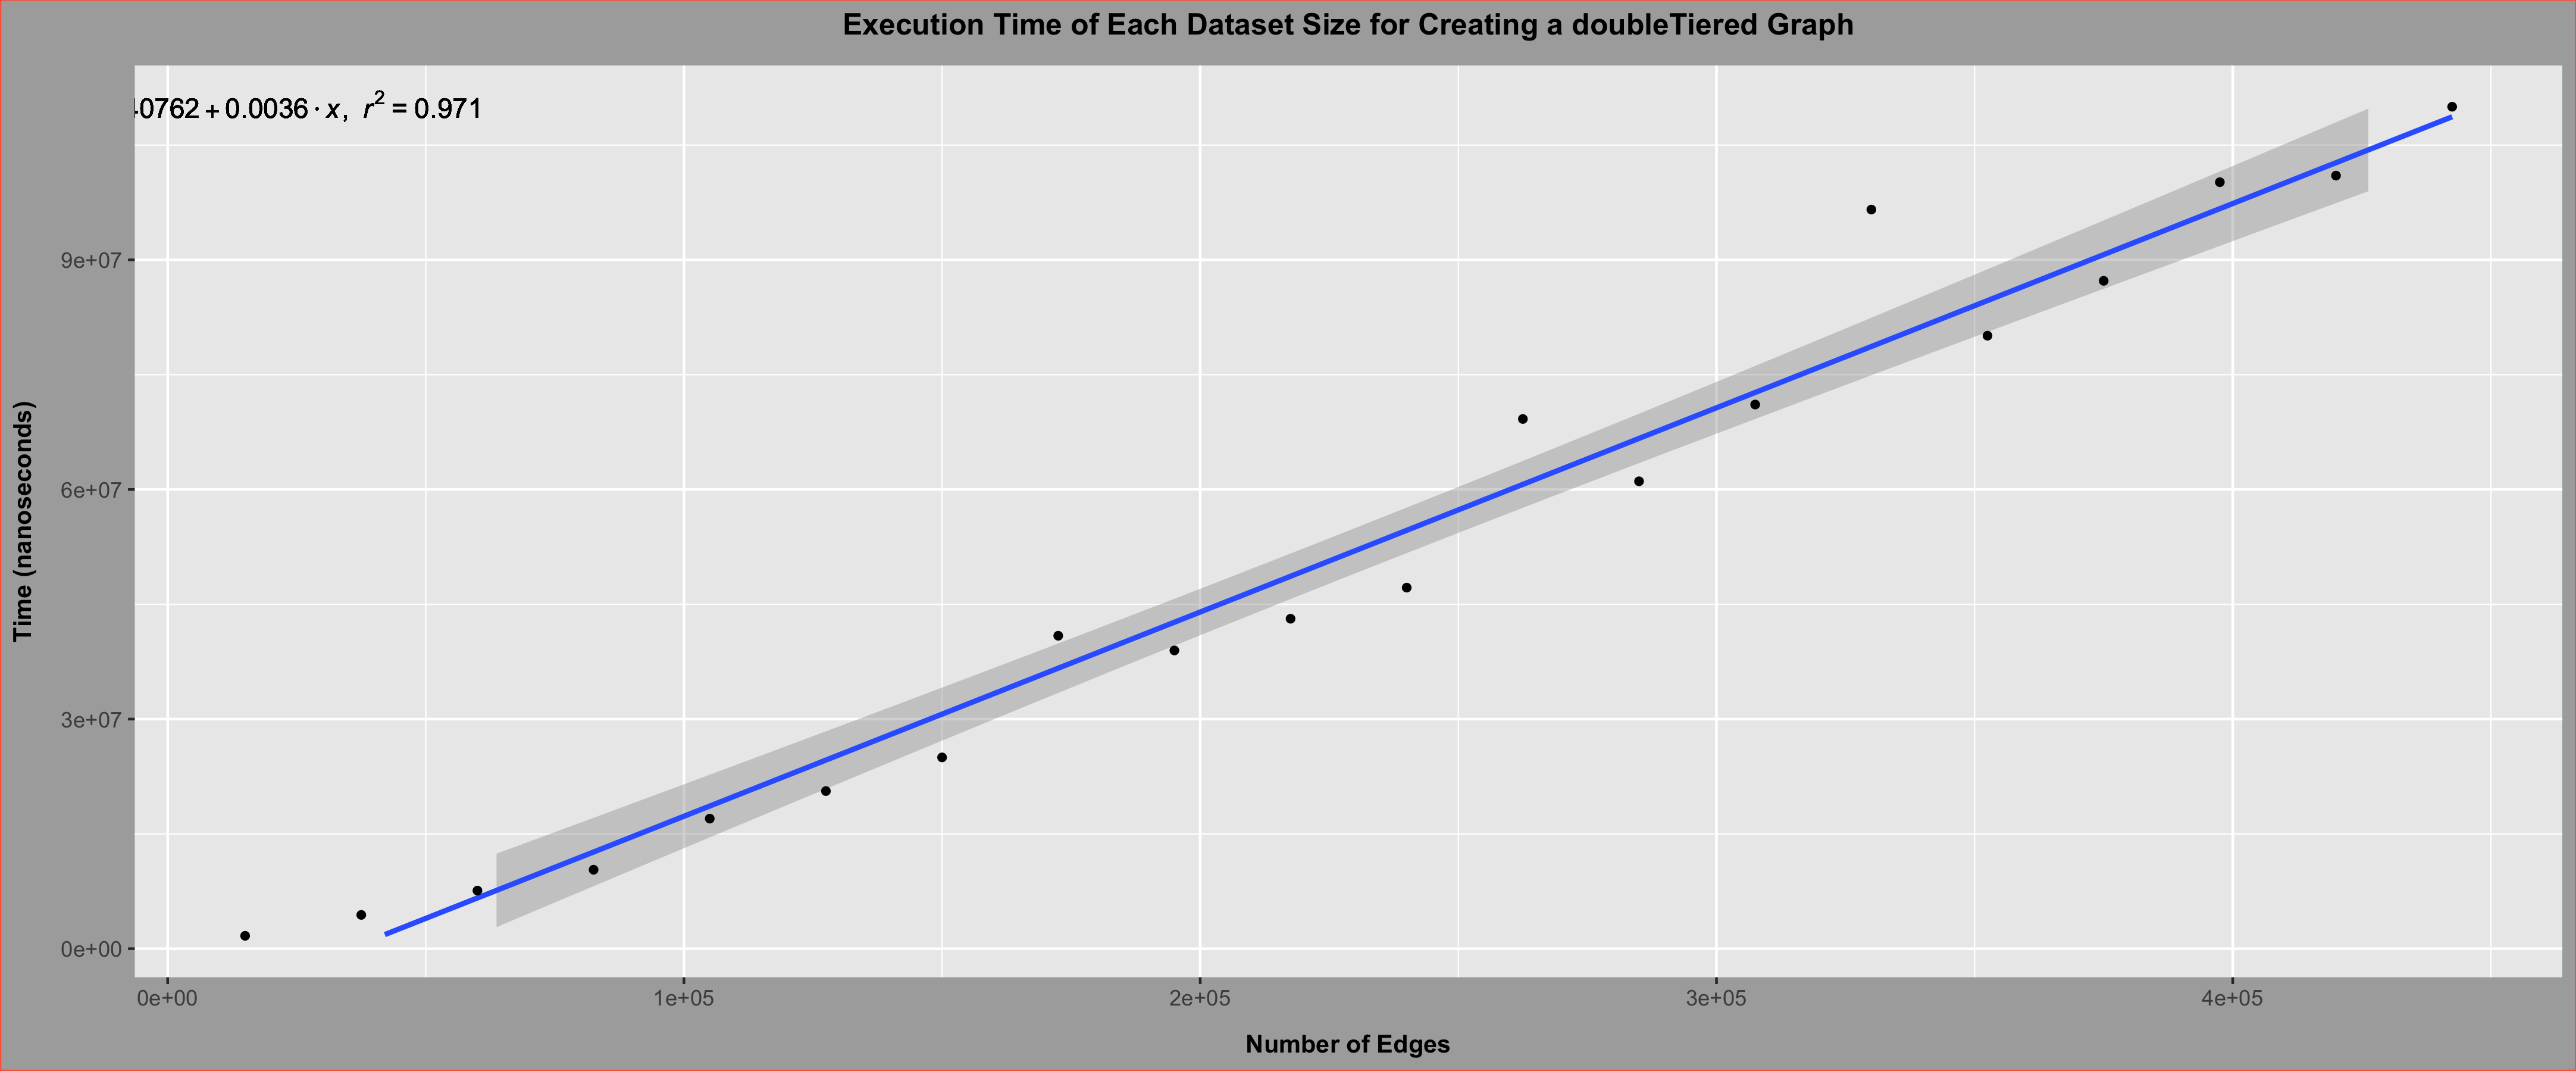 Execution Time of Each Dataset Size for Creating a doubleTiered Graph
0762 + 0.0036 · x, r² = 0.971
Time (nanoseconds)
9e+07
6e+07
3e+07
0e+00
0e+00 1e+05 2e+05 3e+05 4e+05
Number of Edges